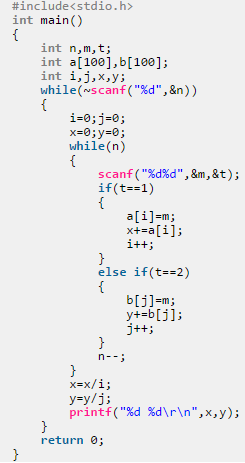 #include<stdio.h>
int main()
{
    int n,m,t;
    int a[100],b[100];
    int i,j,x,y;
    while(~scanf("%d",&n))
    {
        i=0;j=0;
        x=0;y=0;
        while(n)
        {
            scanf("%d%d",&m,&t);
            if(t==1)
            {
                a[i]=m;
                x+=a[i];
                i++;
            }
            else if(t==2)
            {
                b[j]=m;
                y+=b[j];
                j++;
            }
            n--;
        }
        x=x/i;
        y=y/j;
        printf("%d %d\r\n",x,y);
    }
    return 0;
}